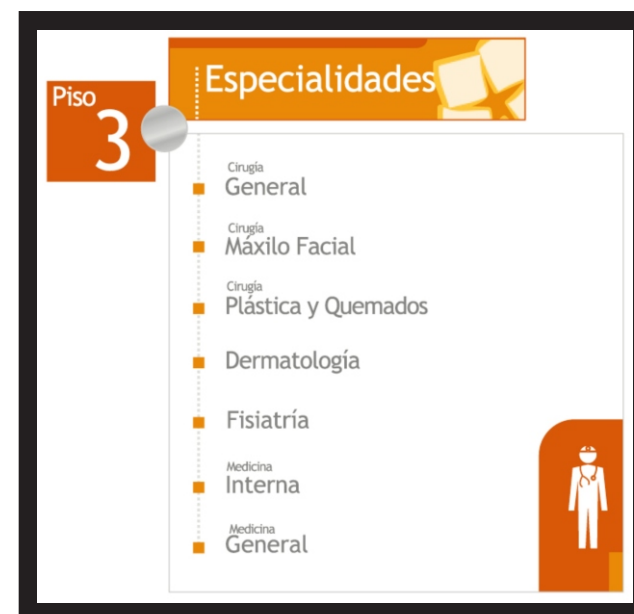 Especialidades
Piso
3
Cirugía
General
Cirugía
Máxilo Facial
Cirugía
Plástica y Quemados
Dermatología
Fisiatría
Medicina
Interna
Medicina
General